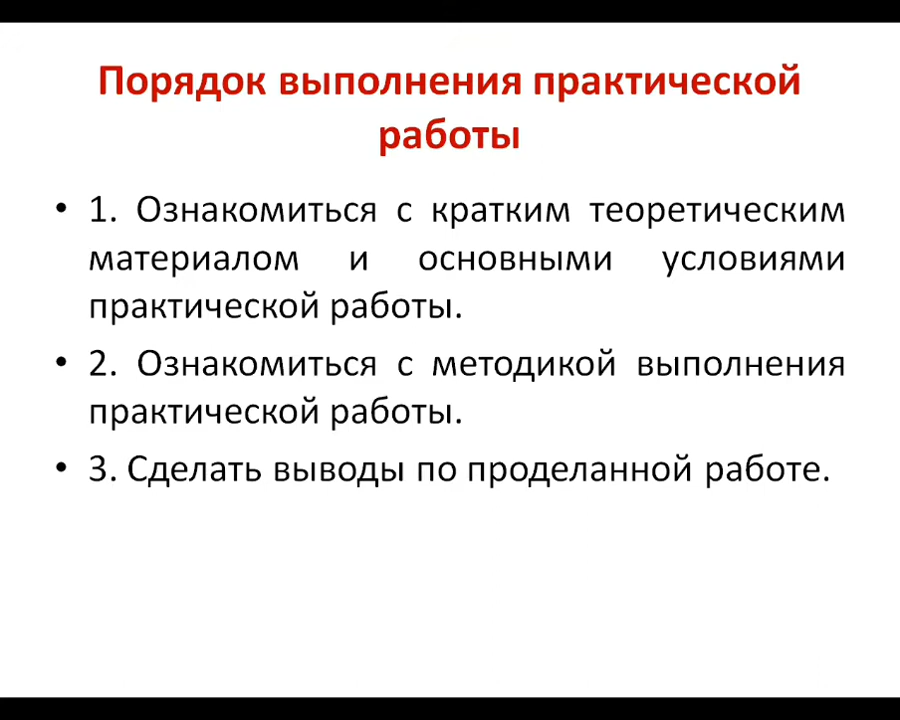 Порядок выполнения практической
работы
• 1. Ознакомиться с кратким теоретическим
материалом и основными условиями
практической работы.
• 2. Ознакомиться с методикой выполнения
практической работы.
• 3. Сделать выводы по проделанной работе.